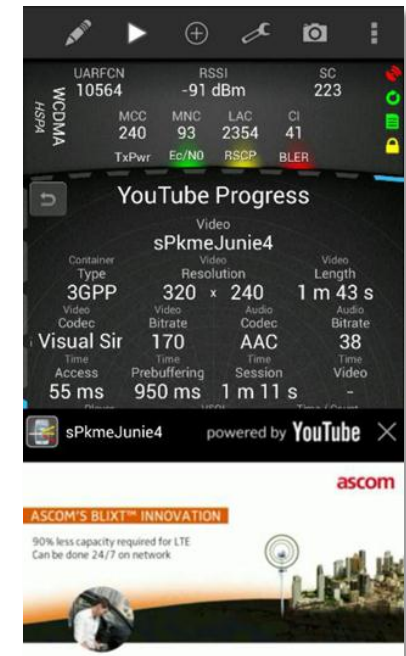 UARFCN RSSI SC
10564 -91 dBm 223
WCDMA
HSPA
MCC MNC LAC CI
240 93 2354 41
TxPwr Ec/N0 RSCP BLER
YouTube Progress
Video
sPkmeJunie4
Container Video Video
Type Resolution Length
3GPP 320 × 240 1 m 43 s
Video Video Audio Audio
Codec Bitrate Codec Bitrate
Visual Sir 170 AAC 38
Time Time Time Time
Access Prebuffering Session Video
55 ms 950 ms 1 m 11 s -
sPkmeJunie4 powered by YouTube
ascom
ASCOM'S BLIXT™ INNOVATION
90% less capacity required for LTE
Can be done 24/7 on network